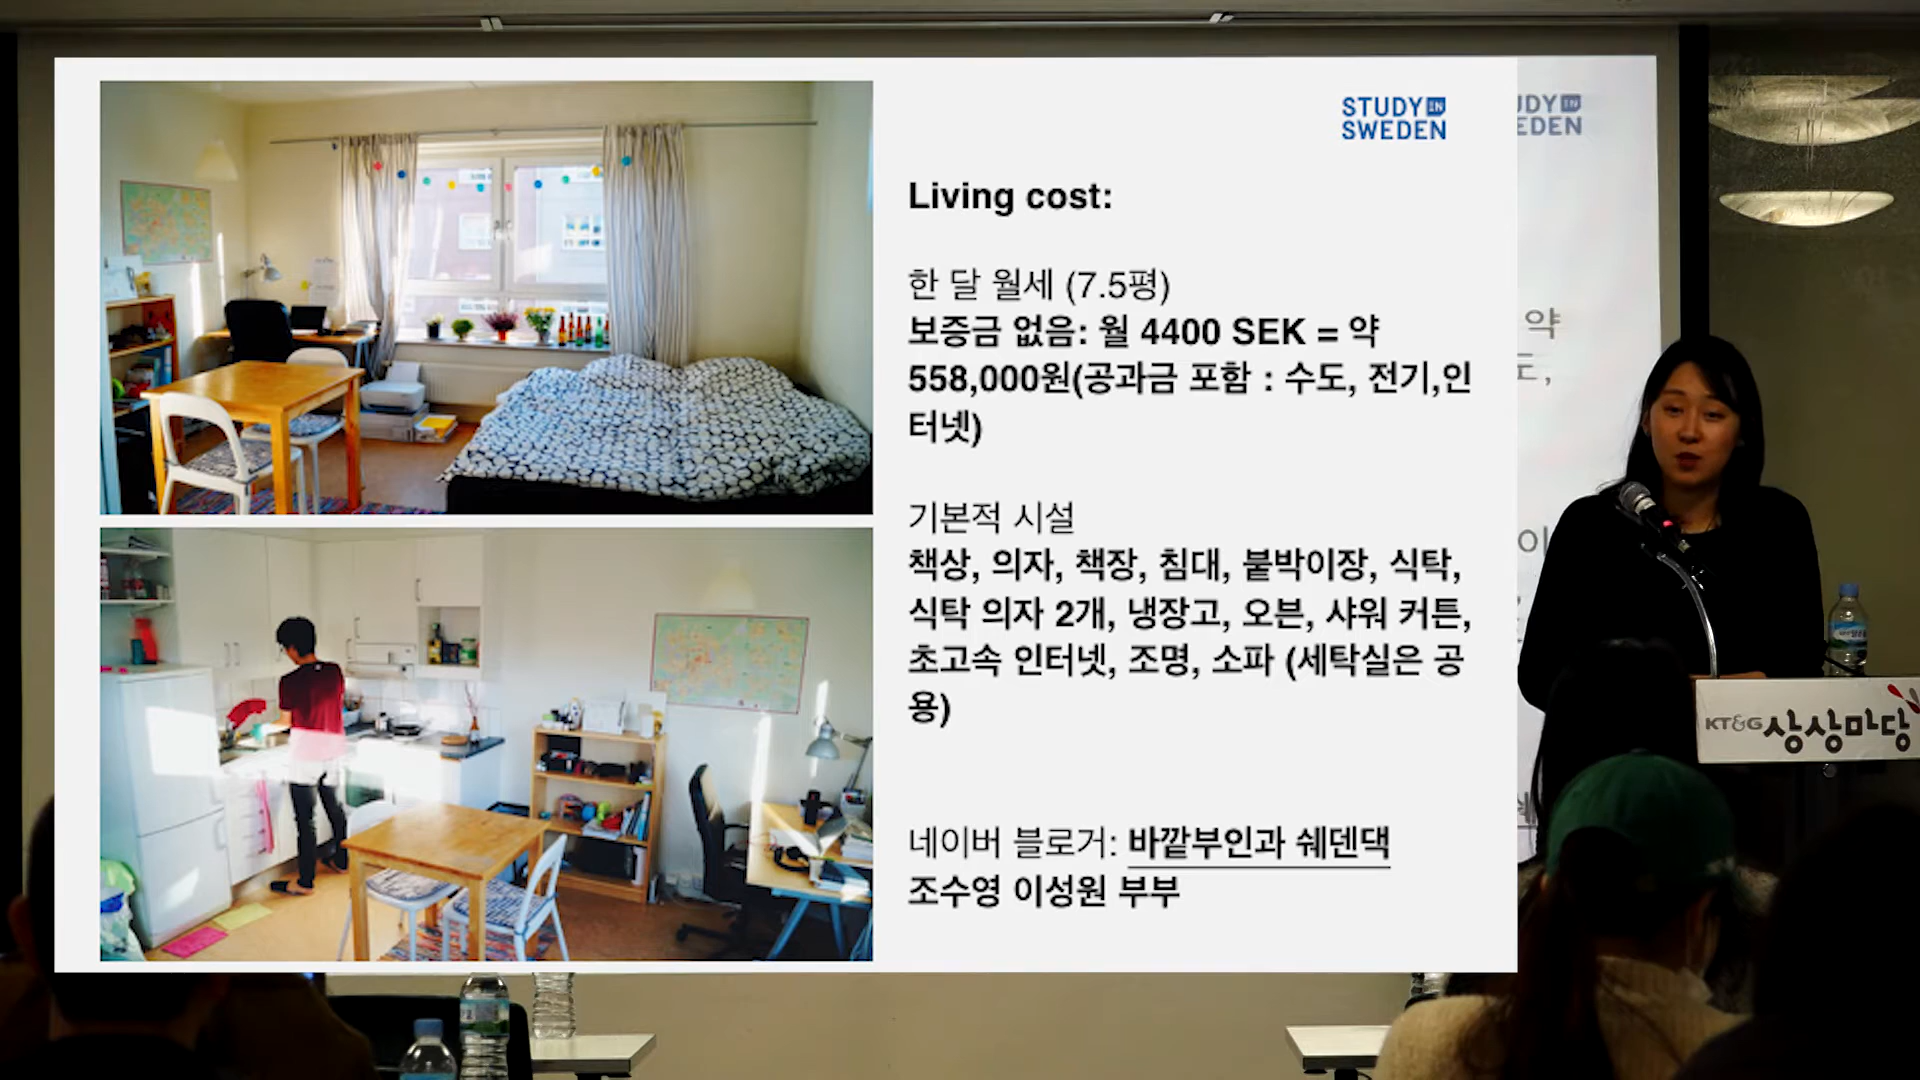 STUDY IN
SWEDEN
UDY IN
EDEN
Living cost:
한 달 월세 (7.5평)
보증금 없음: 월 4400 SEK = 약
558,000원(공과금 포함 : 수도, 전기,인
터넷)
기본적 시설
책상, 의자, 책장, 침대, 붙박이장, 식탁,
식탁 의자 2개, 냉장고, 오븐, 샤워 커튼,
초고속 인터넷, 조명, 소파 (세탁실은 공
용)
네이버 블로거: 바깥부인과 쉐덴댁
조수영 이성원 부부
약
도,
이
KT&G 상상마당